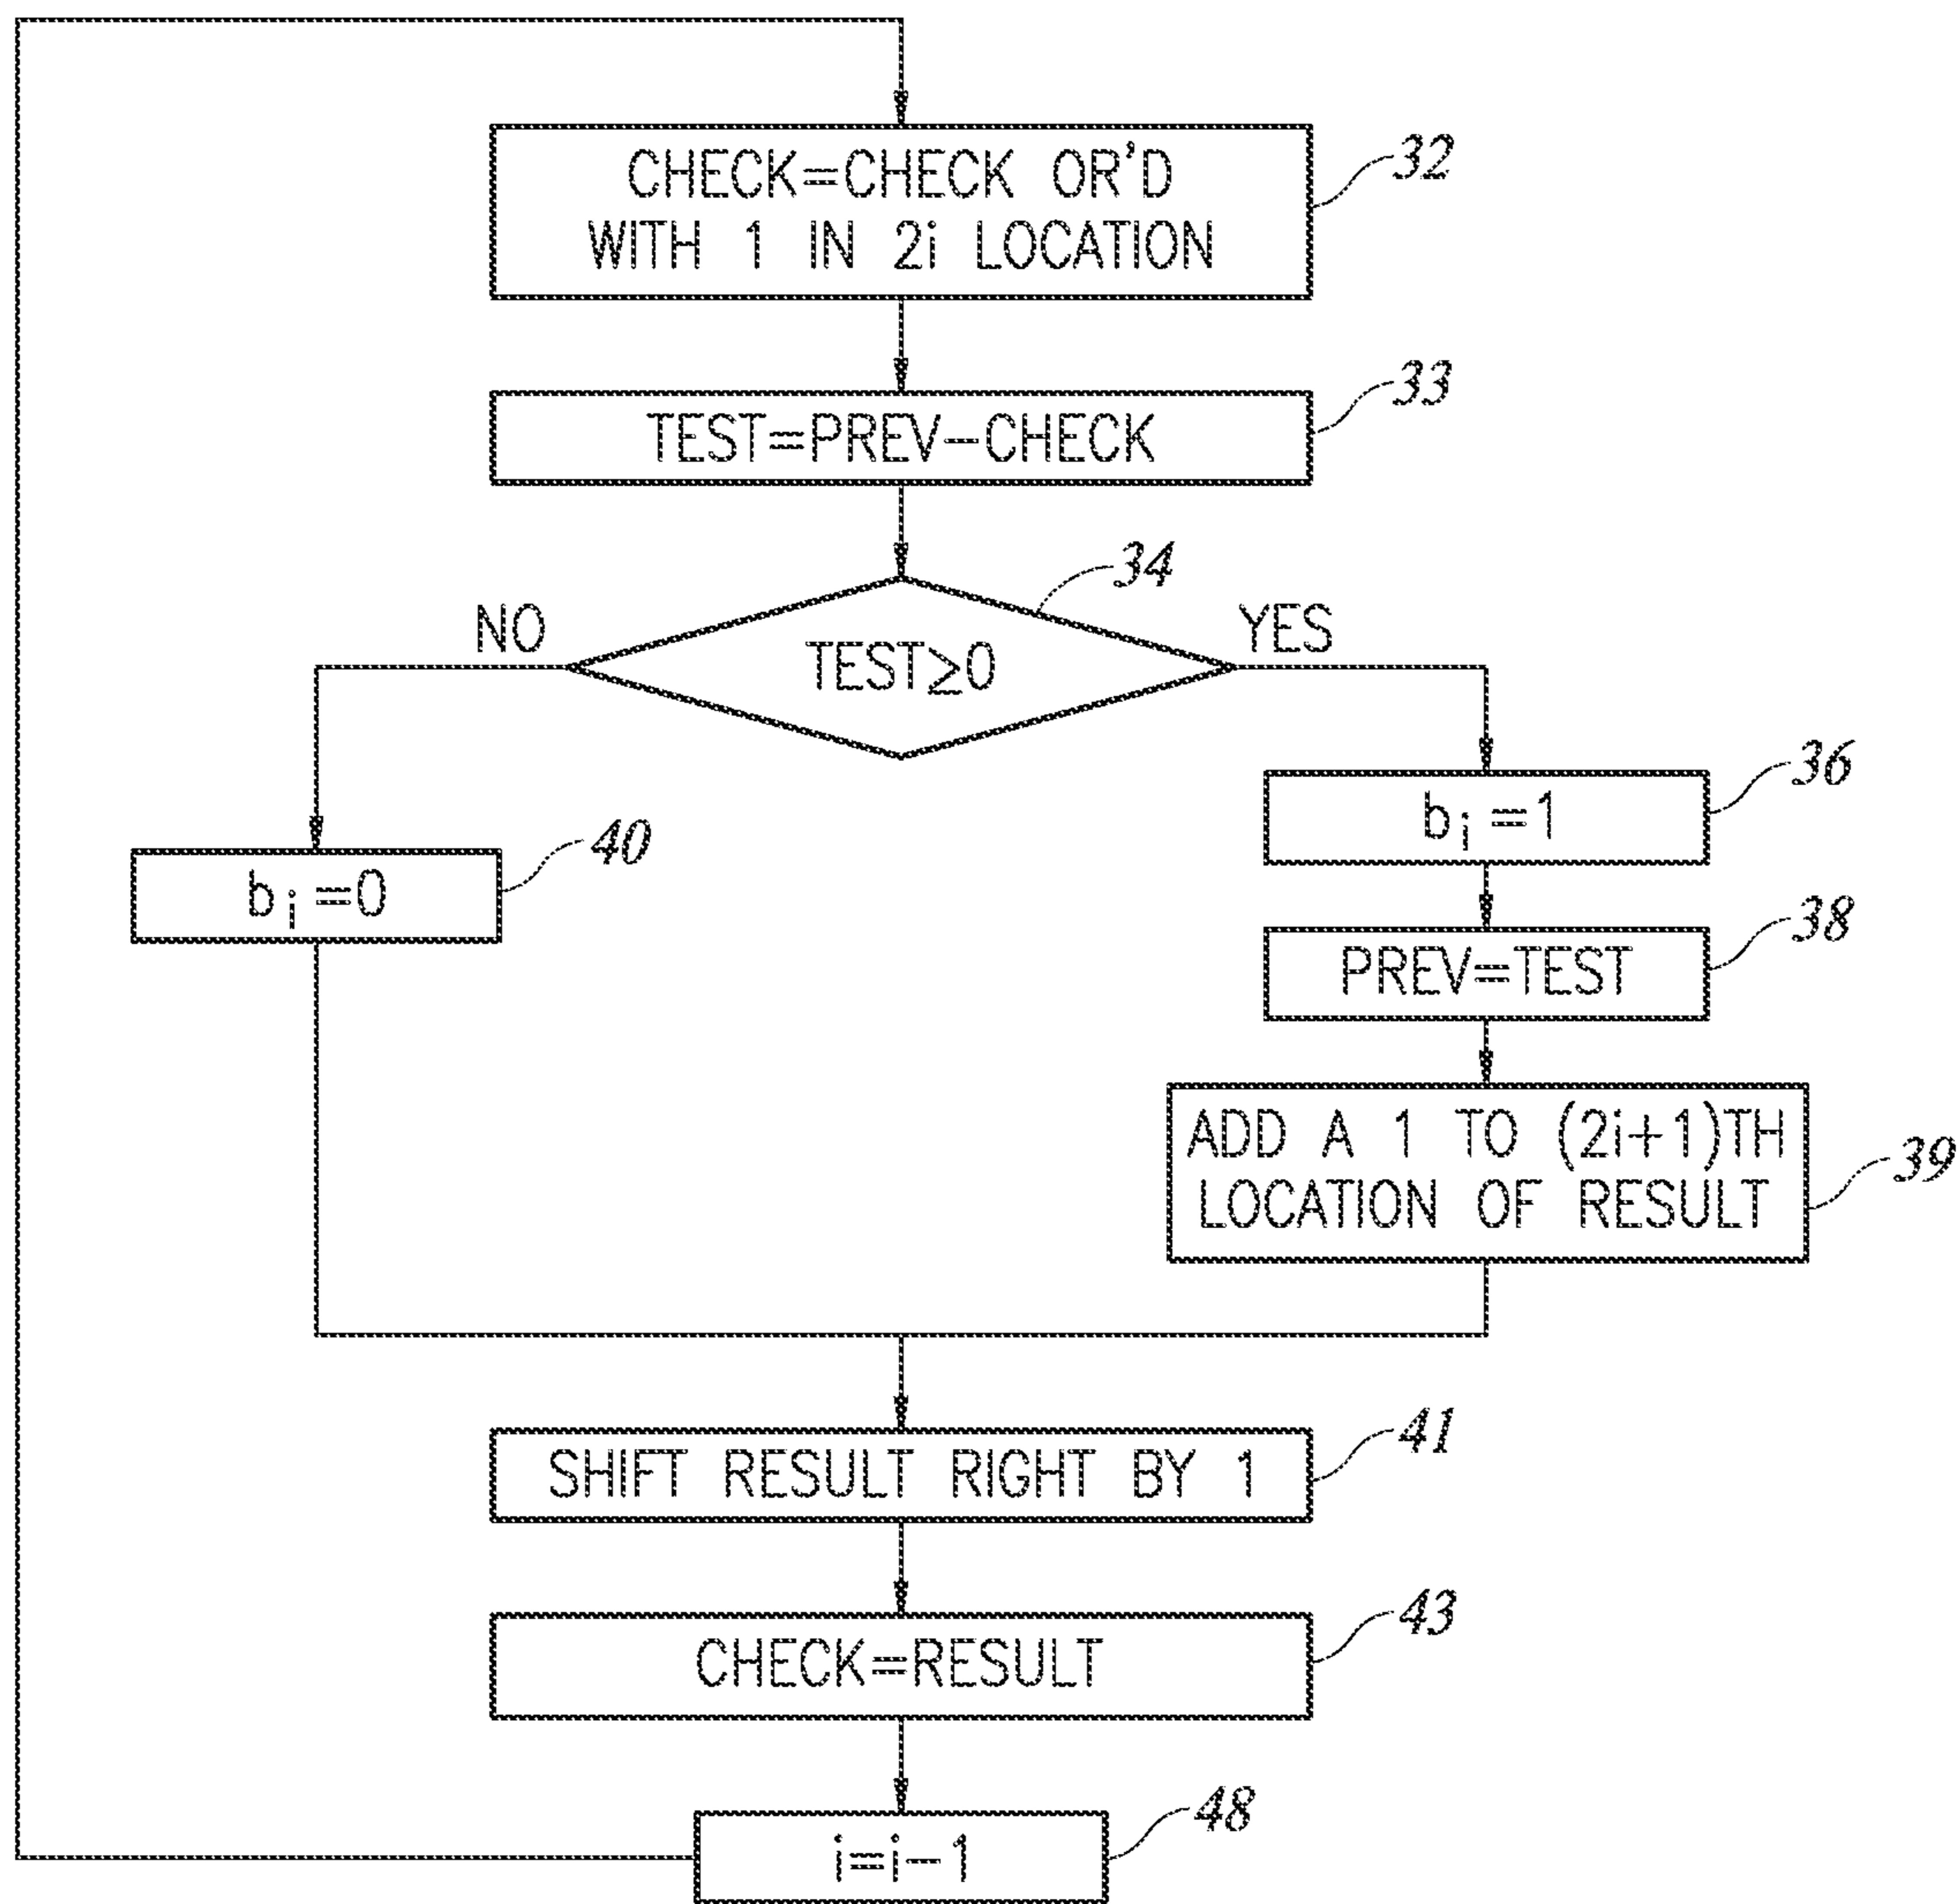 CHECK=CHECK OR'D
WITH 1 IN 2i LOCATION
32
TEST=PREV-CHECK
33
34
NO
TEST≥0
YES
bi=1
36
bi=0
40
PREV=TEST
38
ADD A 1 TO (2i+1)TH
LOCATION OF RESULT
39
SHIFT RESULT RIGHT BY 1
41
CHECK=RESULT
43
i=i-1
48